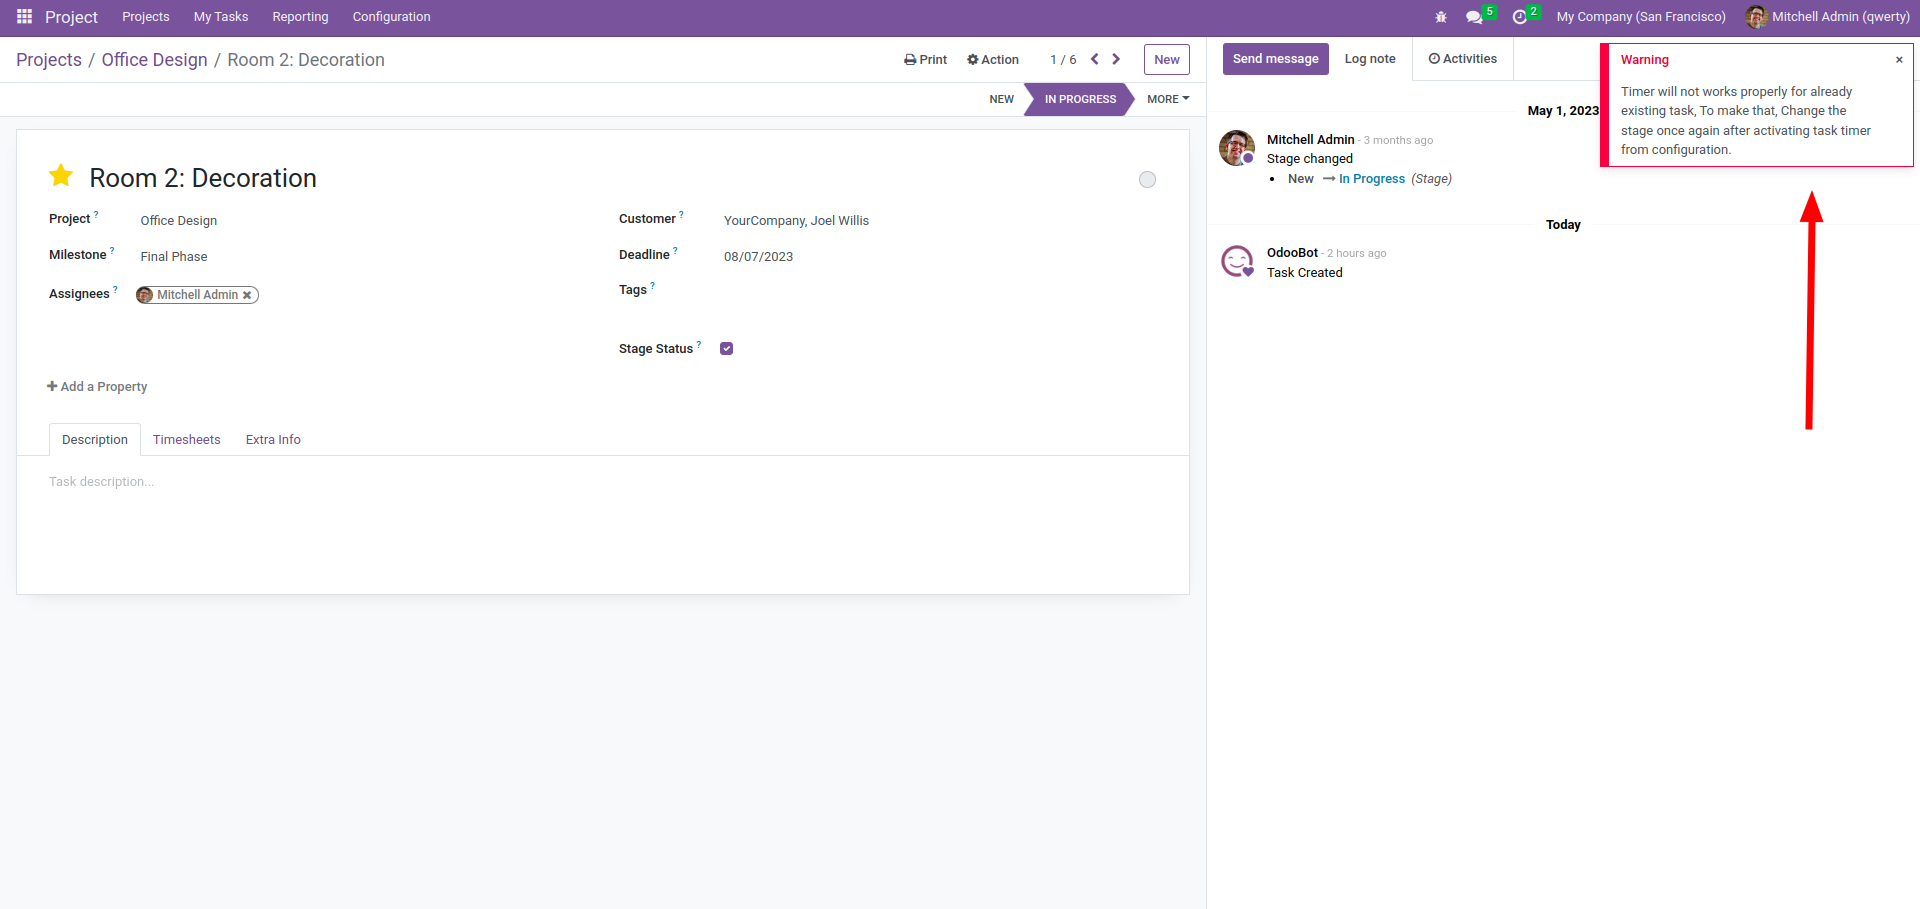 Project Projects My Tasks Reporting Configuration 5 2 My Company (San Francisco) Mitchell Admin (qwerty)
Projects / Office Design / Room 2: Decoration Print Action 1 / 6 New
NEW IN PROGRESS MORE
Room 2: Decoration
Project ? Office Design
Customer ? YourCompany, Joel Willis
Milestone ? Final Phase
Deadline ? 08/07/2023
Assignees ? Mitchell Admin
Tags ?
Stage Status ?
Add a Property
Description Timesheets Extra Info
Task description...
Send message Log note Activities
May 1, 2023
Mitchell Admin - 3 months ago
Stage changed
• New → In Progress (Stage)
Today
OdooBot - 2 hours ago
Task Created
Warning ×
Timer will not works properly for already
existing task, To make that, Change the
stage once again after activating task timer
from configuration.